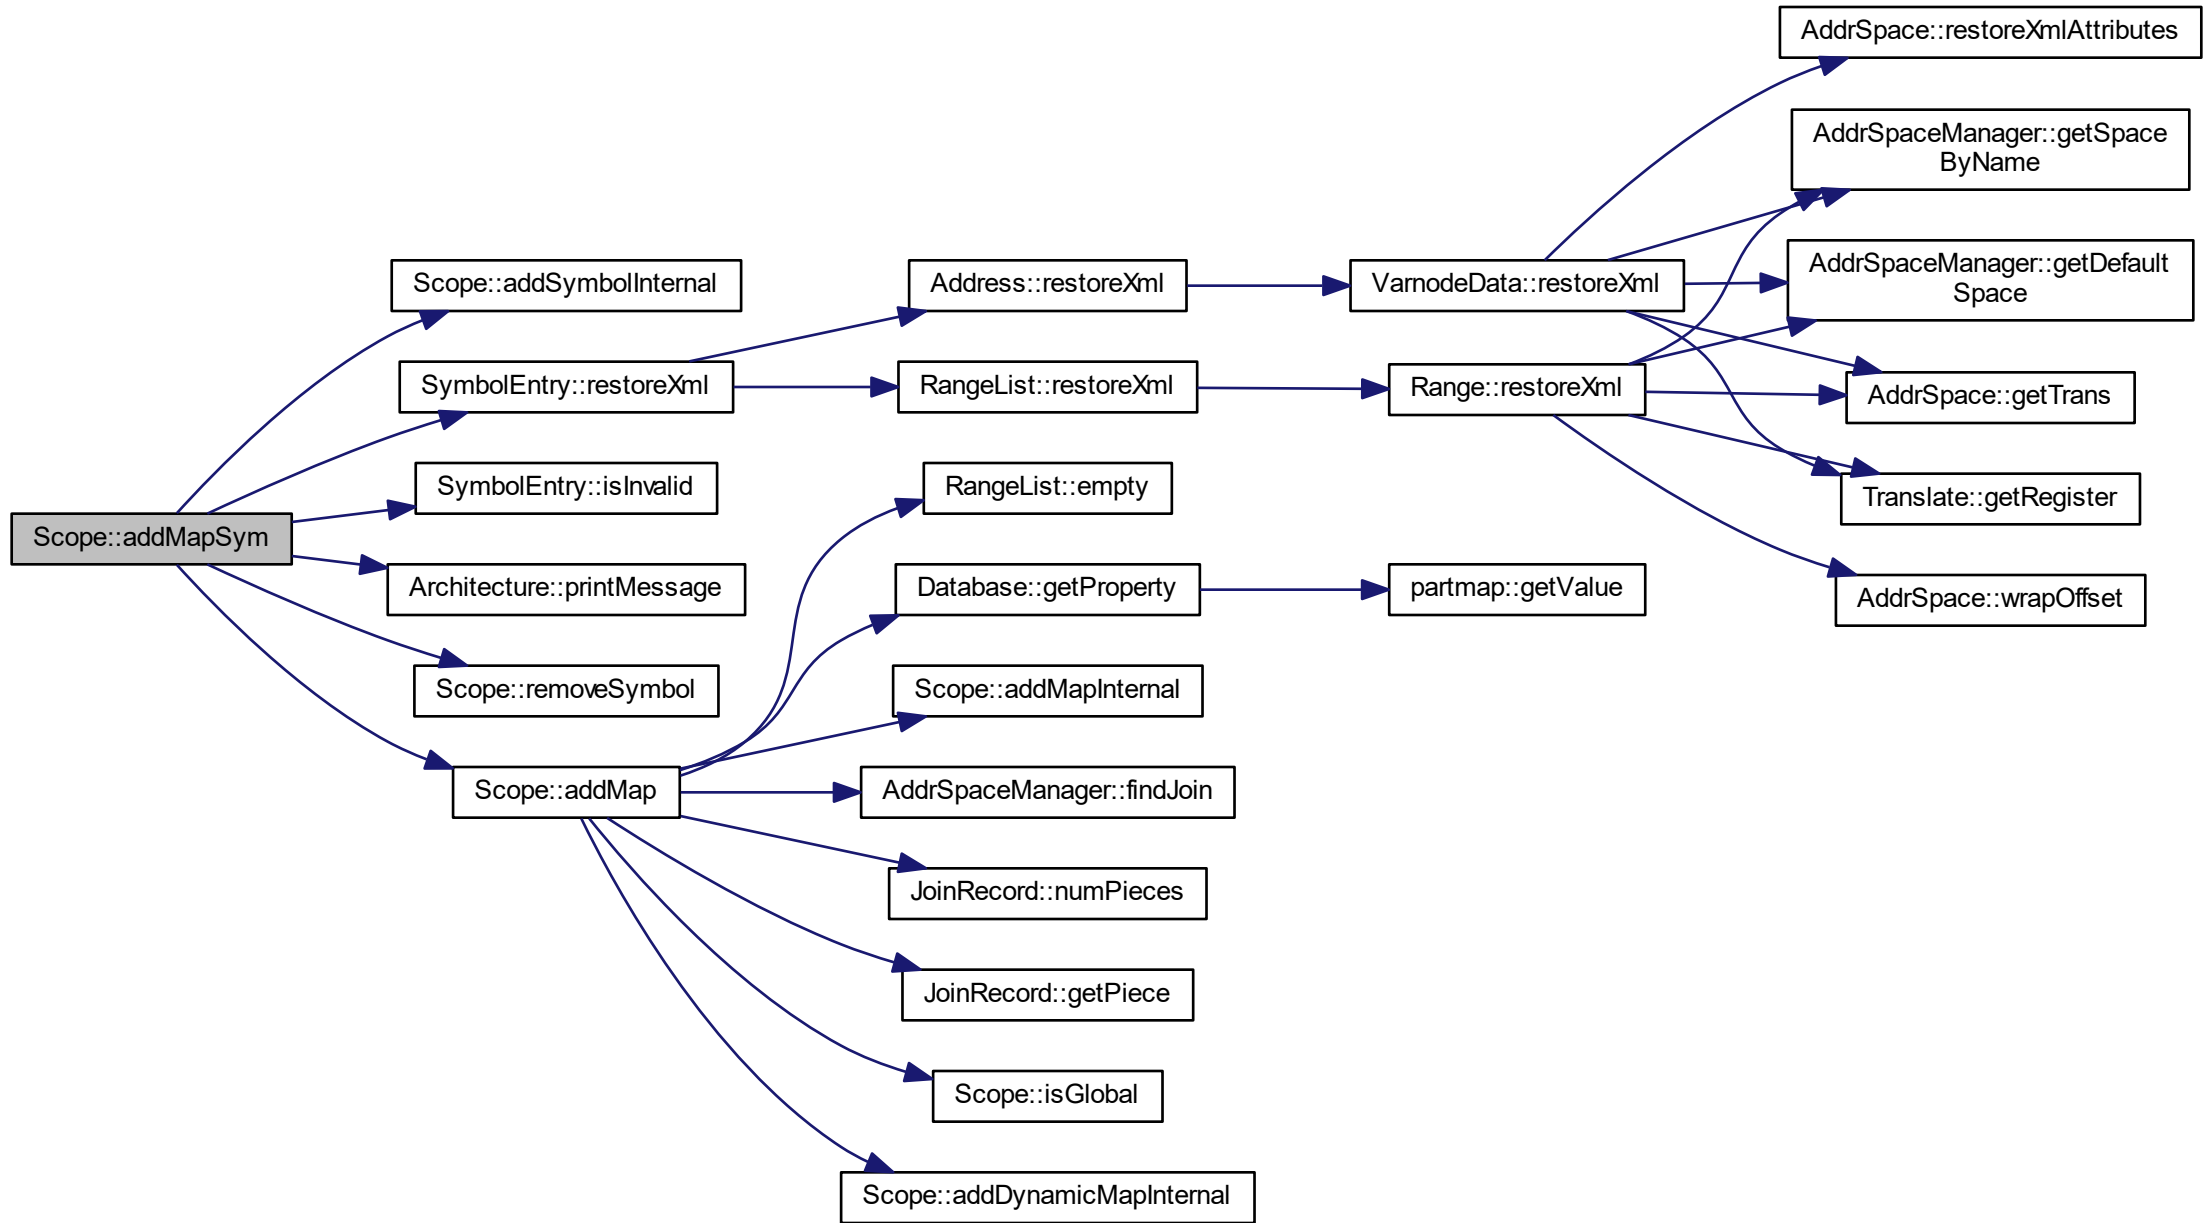 Scope::addMapSym
Scope::addSymbolInternal
SymbolEntry::restoreXml
SymbolEntry::isInvalid
Architecture::printMessage
Scope::removeSymbol
Scope::addMap
Address::restoreXml
RangeList::restoreXml
RangeList::empty
Database::getProperty
Scope::addMapInternal
AddrSpaceManager::findJoin
JoinRecord::numPieces
JoinRecord::getPiece
Scope::isGlobal
Scope::addDynamicMapInternal
VarnodeData::restoreXml
Range::restoreXml
partmap::getValue
AddrSpace::restoreXmlAttributes
AddrSpaceManager::getSpace
ByName
AddrSpaceManager::getDefault
Space
AddrSpace::getTrans
Translate::getRegister
AddrSpace::wrapOffset